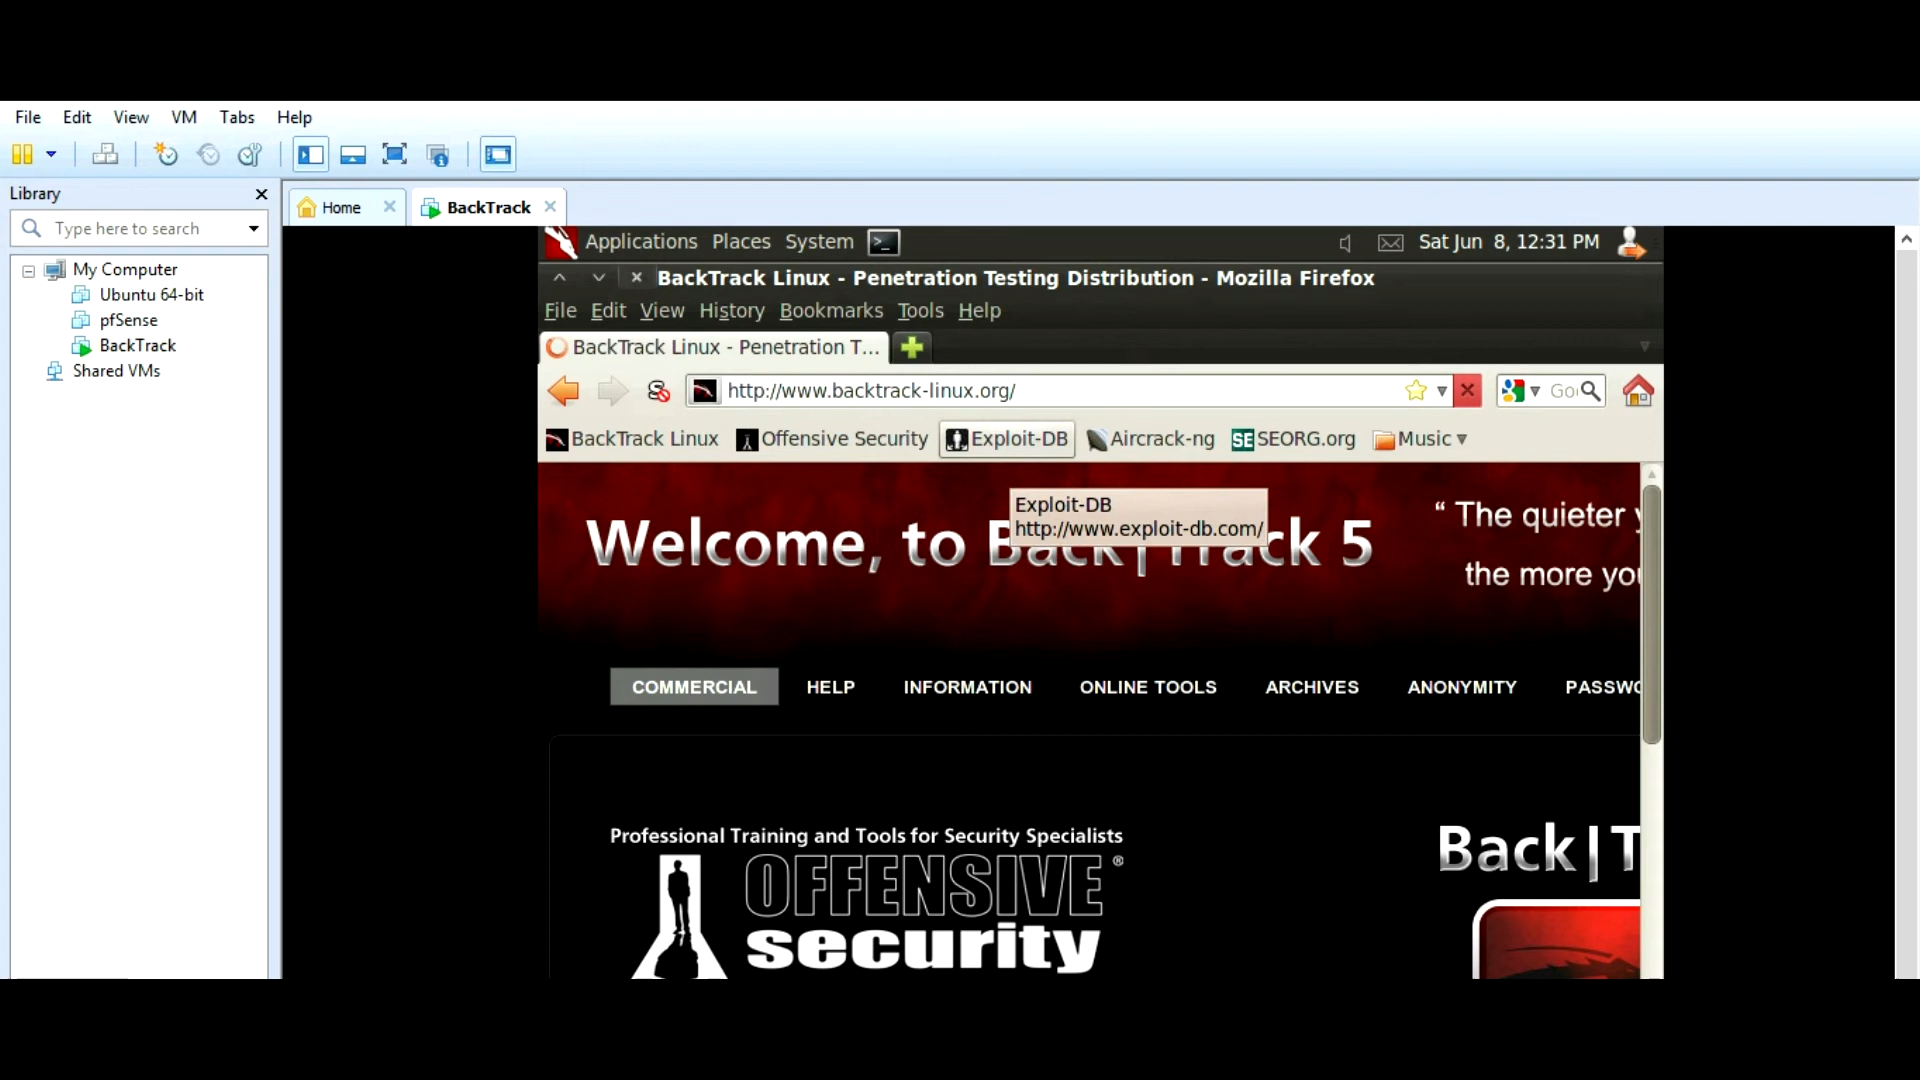 File Edit View VM Tabs Help
Library
Type here to search
My Computer
Ubuntu 64-bit
pfSense
BackTrack
Shared VMs
Home
BackTrack
Applications Places System
Sat Jun 8, 12:31 PM
BackTrack Linux - Penetration Testing Distribution - Mozilla Firefox
File Edit View History Bookmarks Tools Help
BackTrack Linux - Penetration T...
http://www.backtrack-linux.org/
BackTrack Linux Offensive Security Exploit-DB Aircrack-ng SEORG.org Music
Exploit-DB
http://www.exploit-db.com/
Welcome, to Back|Track 5
“ The quieter
the more you
COMMERCIAL HELP INFORMATION ONLINE TOOLS ARCHIVES ANONYMITY
Professional Training and Tools for Security Specialists
OFFENSIVE®
security
Back|T